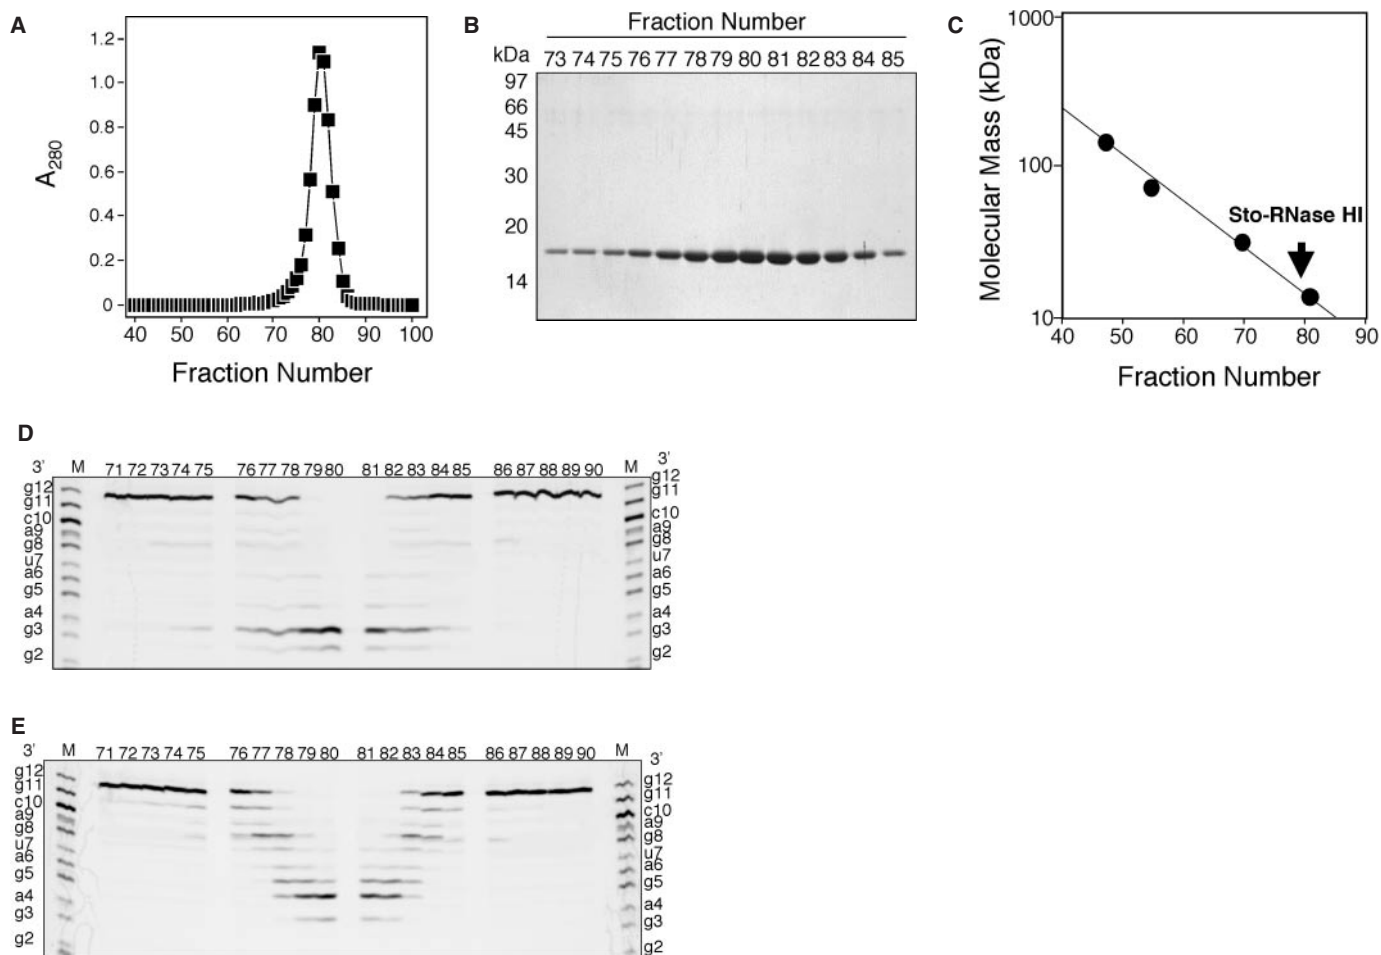 A
1.2
1.0
0.8
0.6
0.4
0.2
0
A280
40 50 60 70 80 90 100
Fraction Number
B
Fraction Number
kDa
73 74 75 76 77 78 79 80 81 82 83 84 85
97
66
45
30
20
14
C
1000
100
10
Molecular Mass (kDa)
Sto-RNase HI
40 50 60 70 80 90
Fraction Number
D
3' M 71 72 73 74 75 76 77 78 79 80 81 82 83 84 85 86 87 88 89 90 M 3'
g12 g12
g11 g11
c10 c10
a9 a9
g8 g8
u7 u7
a6 a6
g5 g5
a4 a4
g3 g3
g2 g2
E
3' M 71 72 73 74 75 76 77 78 79 80 81 82 83 84 85 86 87 88 89 90 M 3'
g12 g12
g11 g11
c10 c10
a9 a9
g8 g8
u7 u7
a6 a6
g5 g5
a4 a4
g3 g3
g2 g2